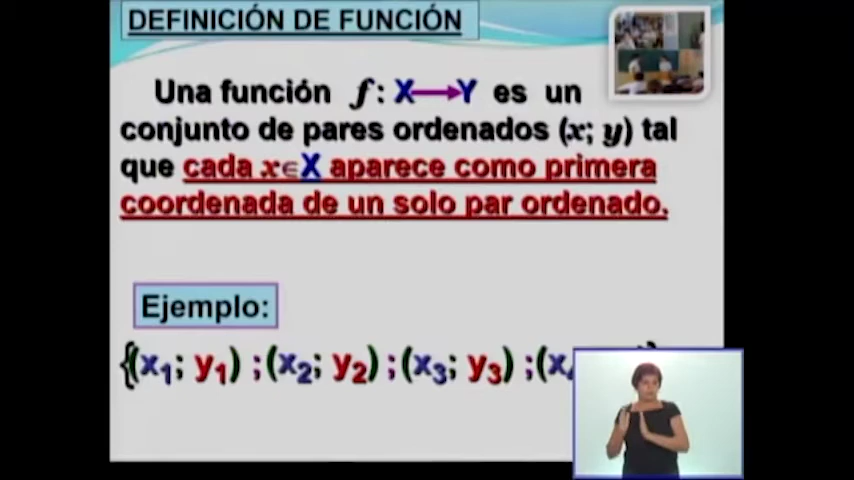 DEFINICIÓN DE FUNCIÓN
Una función f: X⟶Y es un
conjunto de pares ordenados (x; y) tal
que cada x∈X aparece como primera
coordenada de un solo par ordenado.
Ejemplo:
{(x₁; y₁) ;(x₂; y₂) ;(x₃; y₃) ;(x